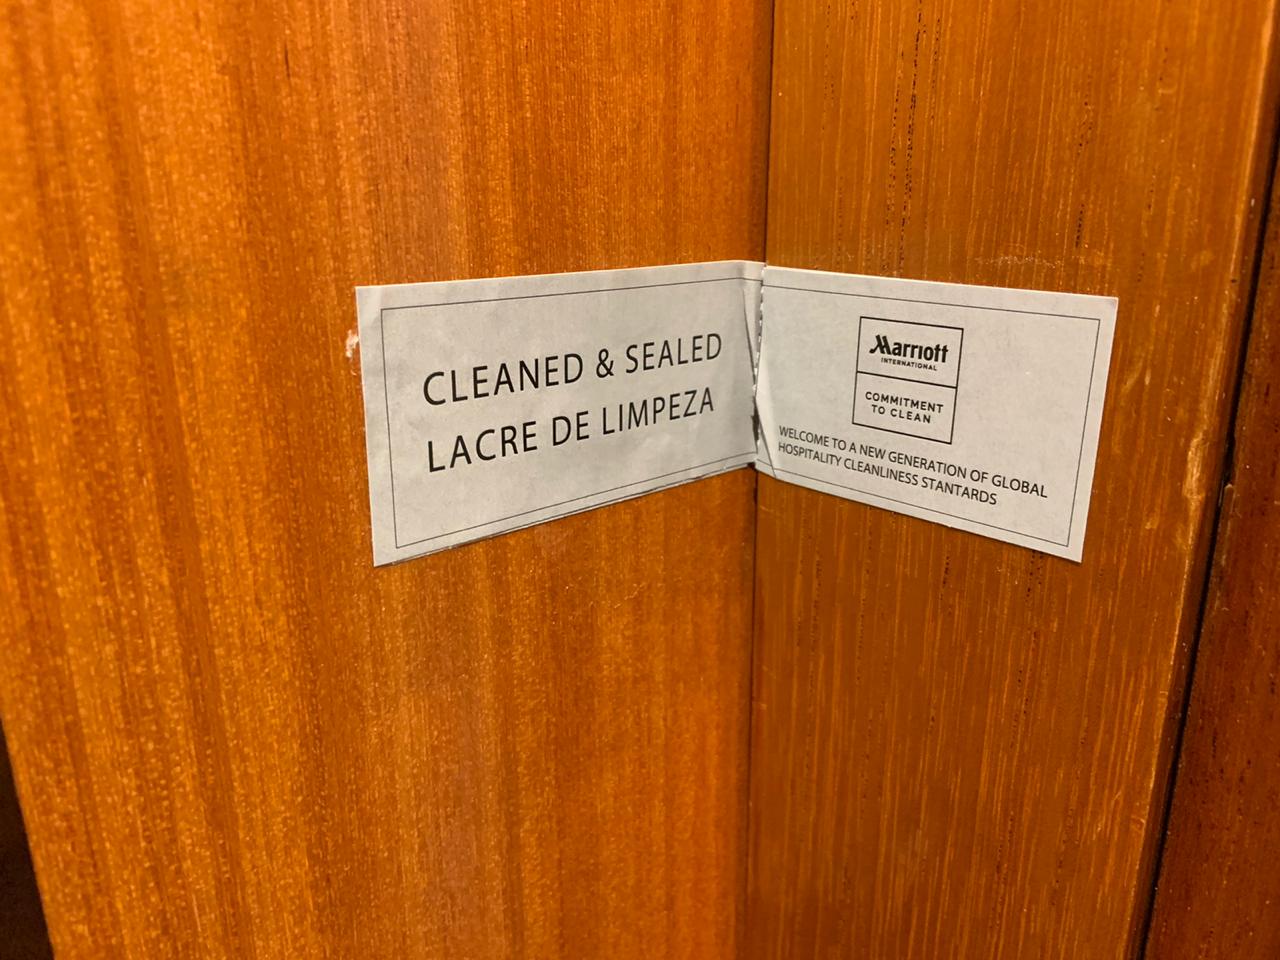 CLEANED & SEALED
LACRE DE LIMPEZA
Marriott
INTERNATIONAL
COMMITMENT
TO CLEAN
WELCOME TO A NEW GENERATION OF GLOBAL
HOSPITALITY CLEANLINESS STANTARDS